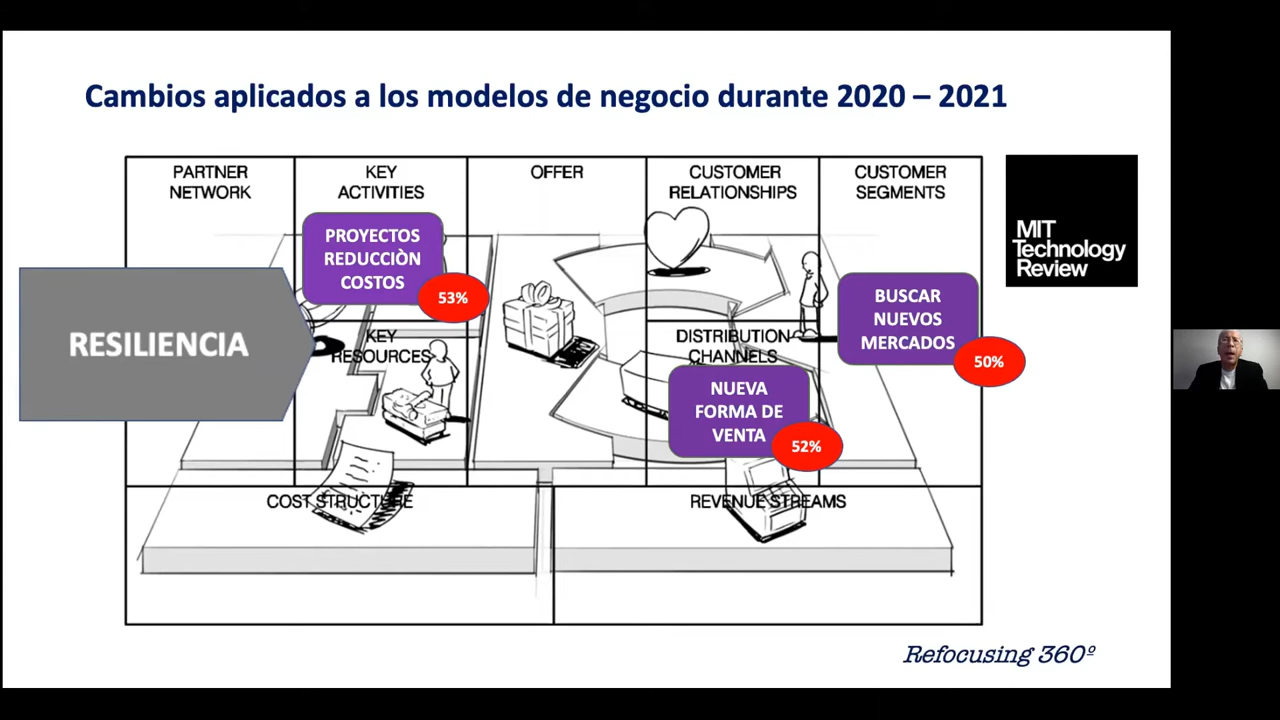 Cambios aplicados a los modelos de negocio durante 2020 – 2021
PARTNER
NETWORK
KEY
ACTIVITIES
OFFER
CUSTOMER
RELATIONSHIPS
CUSTOMER
SEGMENTS
MIT
Technology
Review
PROYECTOS
REDUCCIÒN
COSTOS
53%
RESILIENCIA
BUSCAR
NUEVOS
MERCADOS
50%
KEY
RESOURCES
DISTRIBUTION
CHANNELS
NUEVA
FORMA DE
VENTA
52%
COST STRUCTURE
REVENUE STREAMS
Refocusing 360º